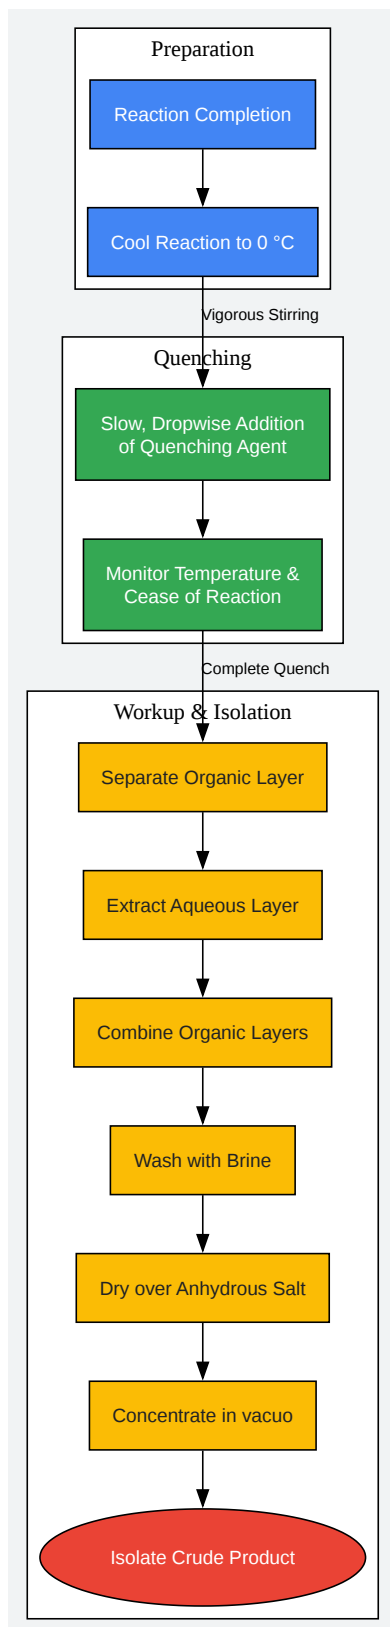 Preparation
Reaction Completion
Cool Reaction to 0 °C
Vigorous Stirring
Quenching
Slow, Dropwise Addition
of Quenching Agent
Monitor Temperature &
Cease of Reaction
Complete Quench
Workup & Isolation
Separate Organic Layer
Extract Aqueous Layer
Combine Organic Layers
Wash with Brine
Dry over Anhydrous Salt
Concentrate in vacuo
Isolate Crude Product